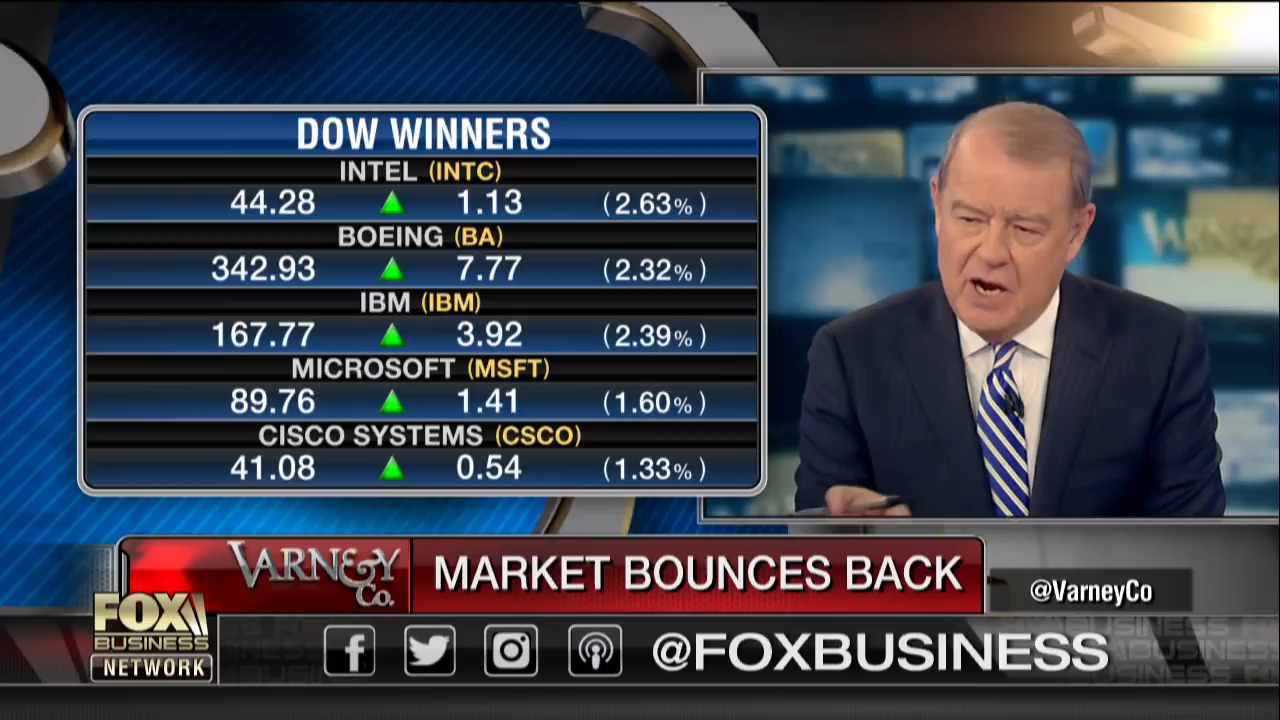 DOW WINNERS
INTEL (INTC)
44.28 ▲ 1.13 (2.63%)
BOEING (BA)
342.93 ▲ 7.77 (2.32%)
IBM (IBM)
167.77 ▲ 3.92 (2.39%)
MICROSOFT (MSFT)
89.76 ▲ 1.41 (1.60%)
CISCO SYSTEMS (CSCO)
41.08 ▲ 0.54 (1.33%)
VARNEY
& Co.
MARKET BOUNCES BACK
@VarneyCo
FOX
BUSINESS
NETWORK
@FOXBUSINESS